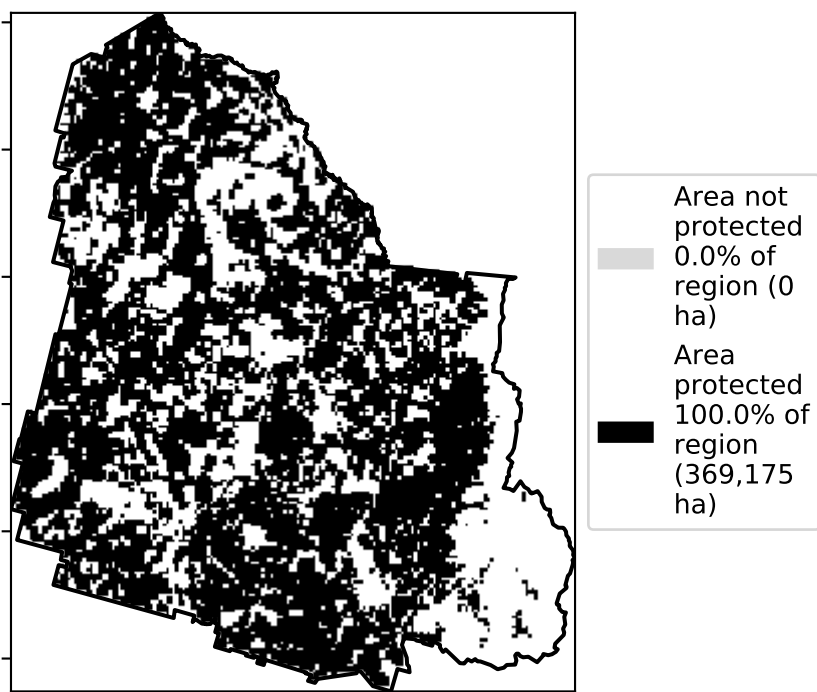 Area not
protected
0.0% of
region (0
ha)
Area
protected
100.0% of
region
(369,175
ha)